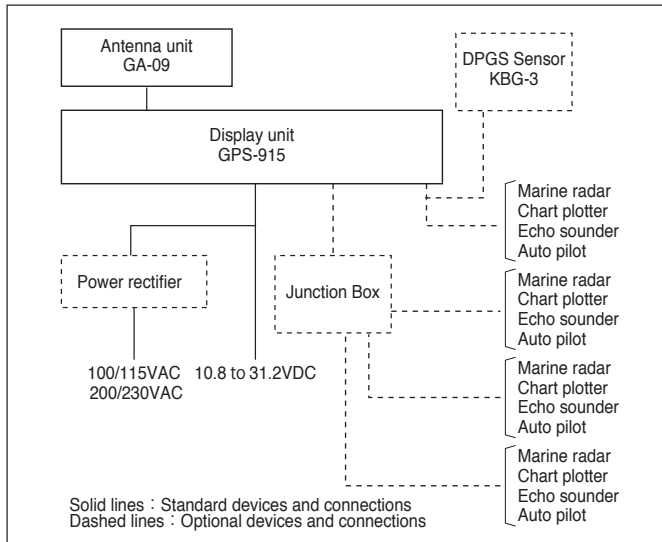 Antenna unit
GA-09
DPGS Sensor
KBG-3
Display unit
GPS-915
Marine radar
Chart plotter
Echo sounder
Auto pilot
Power rectifier
Junction Box
Marine radar
Chart plotter
Echo sounder
Auto pilot
100/115VAC
200/230VAC
10.8 to 31.2VDC
Marine radar
Chart plotter
Echo sounder
Auto pilot
Marine radar
Chart plotter
Echo sounder
Auto pilot
Solid lines : Standard devices and connections
Dashed lines : Optional devices and connections